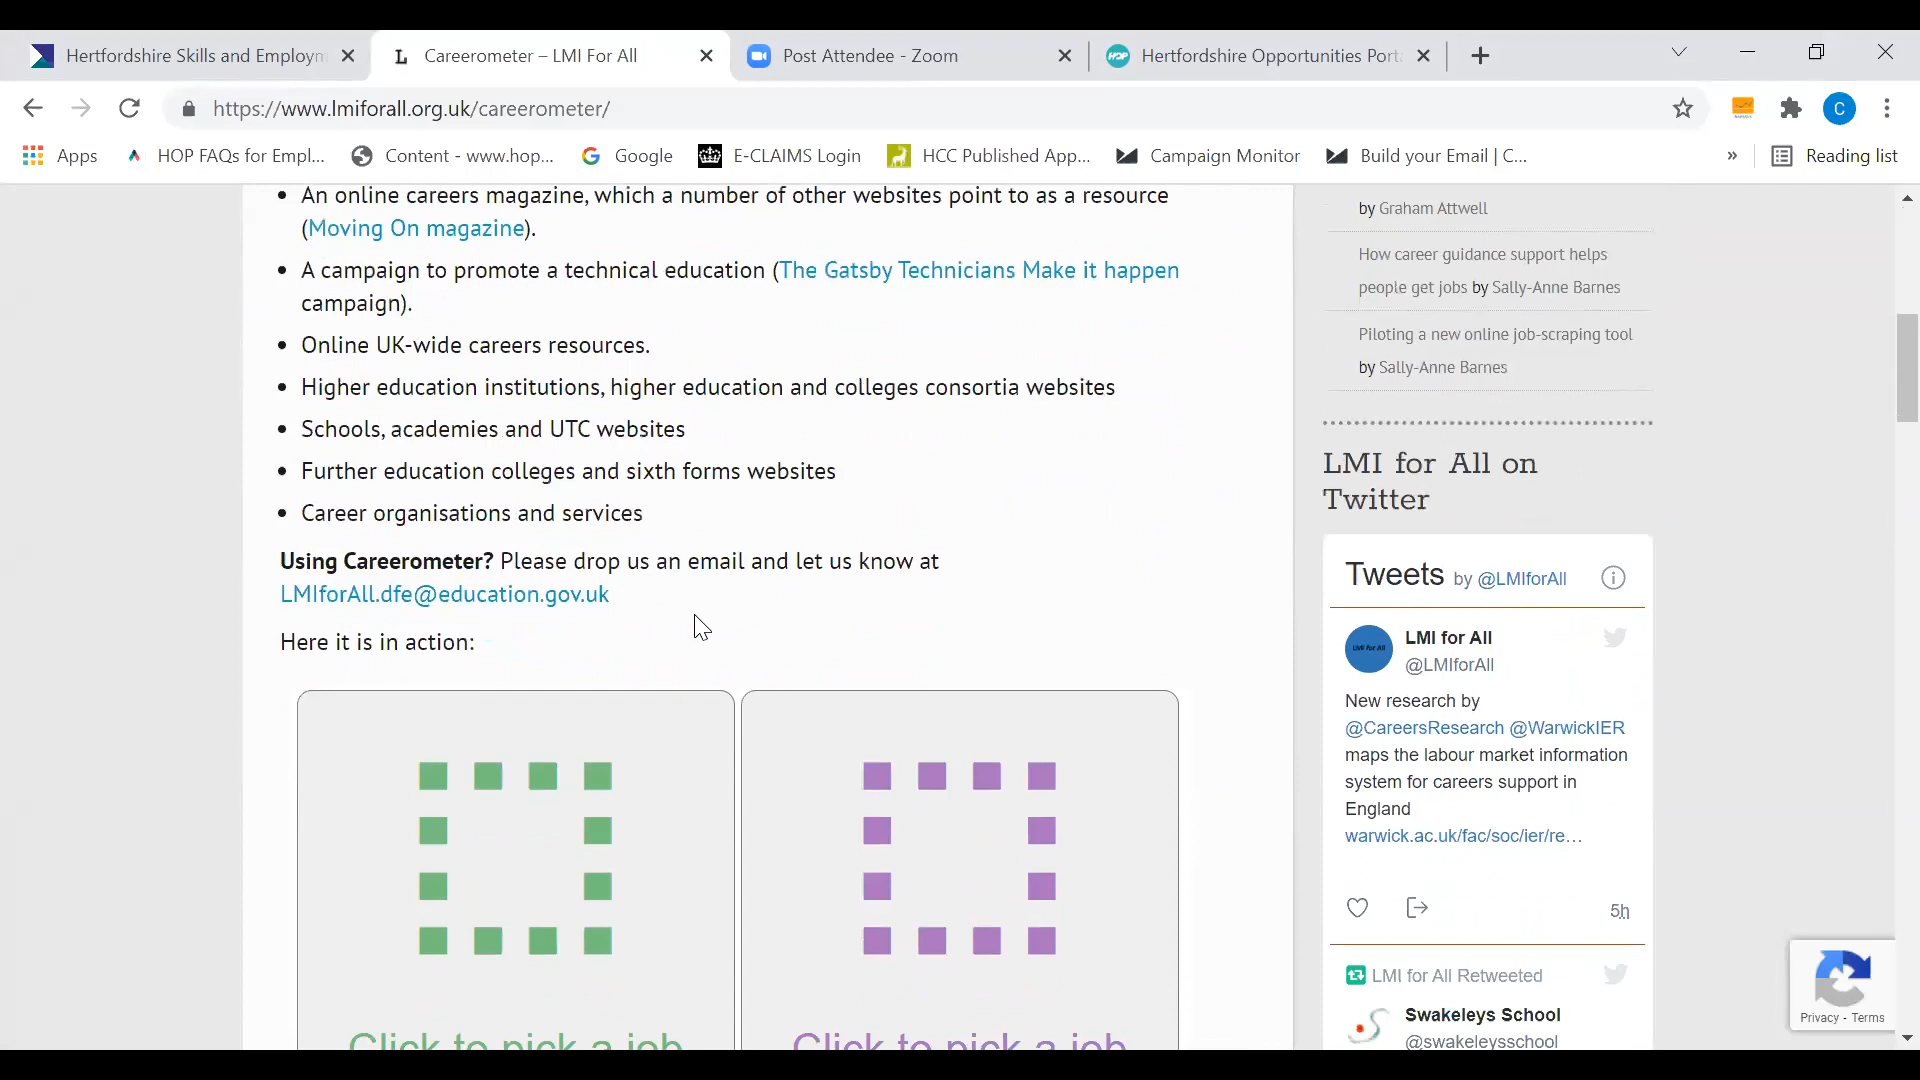 Hertfordshire Skills and Employm
Careerometer – LMI For All
Post Attendee - Zoom
HOP
Hertfordshire Opportunities Port
https://www.lmiforall.org.uk/careerometer/
C
Apps
HOP FAQs for Empl...
Content - www.hop...
Google
E-CLAIMS Login
HCC Published App...
Campaign Monitor
Build your Email | C...
»
Reading list
An online careers magazine, which a number of other websites point to as a resource
(Moving On magazine).
A campaign to promote a technical education (The Gatsby Technicians Make it happen
campaign).
Online UK-wide careers resources.
Higher education institutions, higher education and colleges consortia websites
Schools, academies and UTC websites
Further education colleges and sixth forms websites
Career organisations and services
Using Careerometer? Please drop us an email and let us know at
LMIforAll.dfe@education.gov.uk
Here it is in action:
Click to pick a job
Click to pick a job
by Graham Attwell
How career guidance support helps
people get jobs by Sally-Anne Barnes
Piloting a new online job-scraping tool
by Sally-Anne Barnes
LMI for All on
Twitter
Tweets by @LMIforAll
LMI for All
LMI for All
@LMIforAll
New research by
@CareersResearch @WarwickIER
maps the labour market information
system for careers support in
England
warwick.ac.uk/fac/soc/ier/re…
5h
LMI for All Retweeted
Swakeleys School
@swakeleysschool
Privacy - Terms